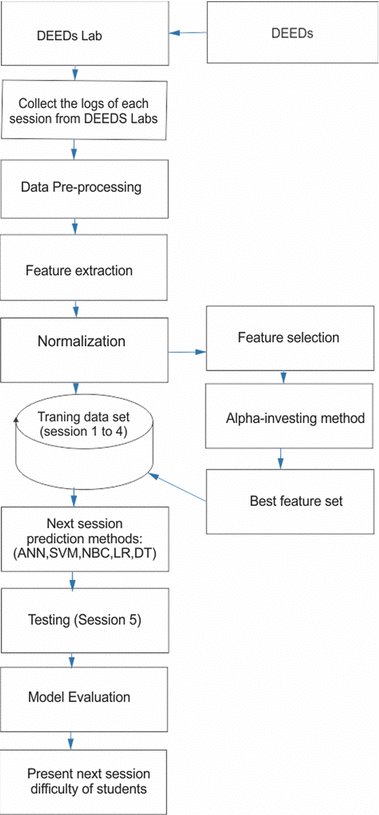 DEEDs Lab
DEEDs
Collect the logs of each
session from DEEDS Labs
Data Pre-processing
Feature extraction
Normalization
Feature selection
Alpha-investing method
Best feature set
Traning data set
(session 1 to 4)
Next session
prediction methods:
(ANN,SVM,NBC,LR,DT)
Testing (Session 5)
Model Evaluation
Present next session
difficulty of students